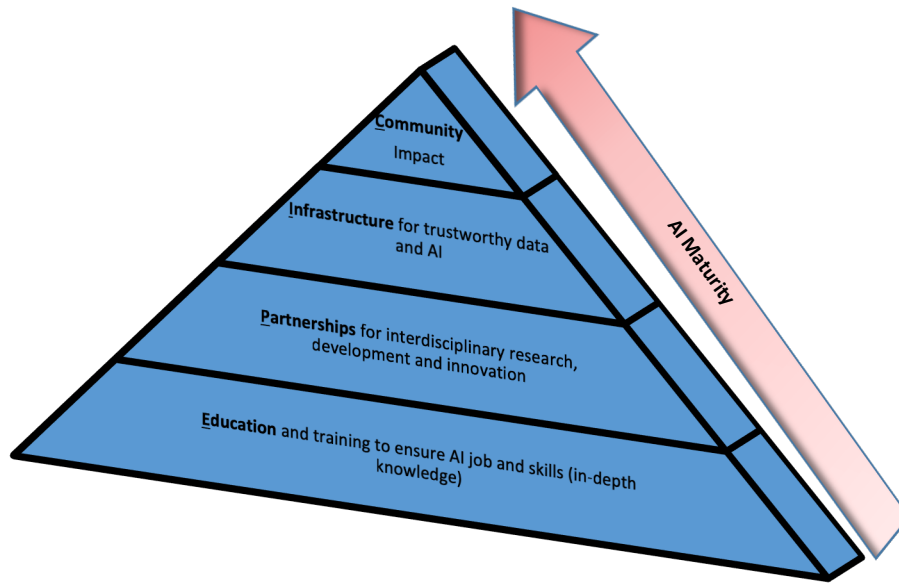 Community
Impact
Infrastructure for trustworthy data
and AI
Partnerships for interdisciplinary research,
development and innovation
Education and training to ensure AI job and skills (in-depth
knowledge)
AI Maturity